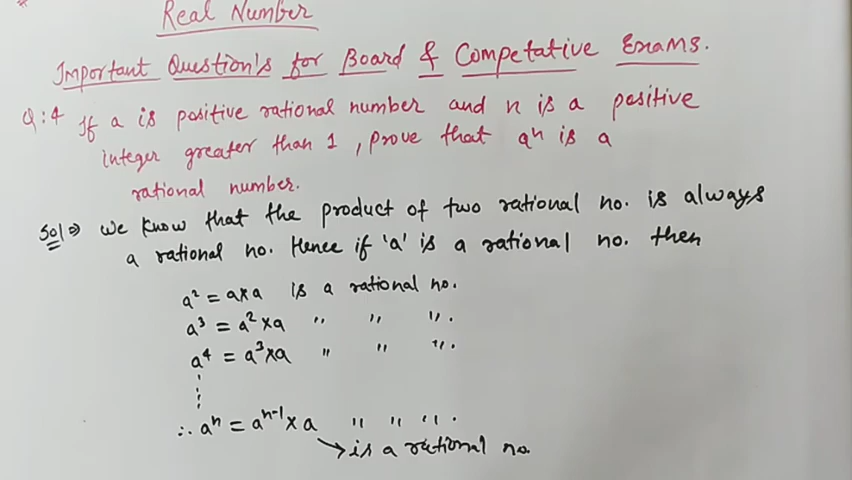 Real Number
Important Question's for Board & Competative Exams.
Q:4 If a is positive rational number and n is a positive
integer greater than 1, prove that aⁿ is a
rational number.
Sol⇒ We know that the product of two rational no. is always
a rational no. Hence if 'a' is a rational no. then
a² = a×a is a rational no.
a³ = a²×a " " ".
a⁴ = a³×a " " ".
∴ aⁿ = aⁿ⁻¹×a " " ".
→ is a rational no.